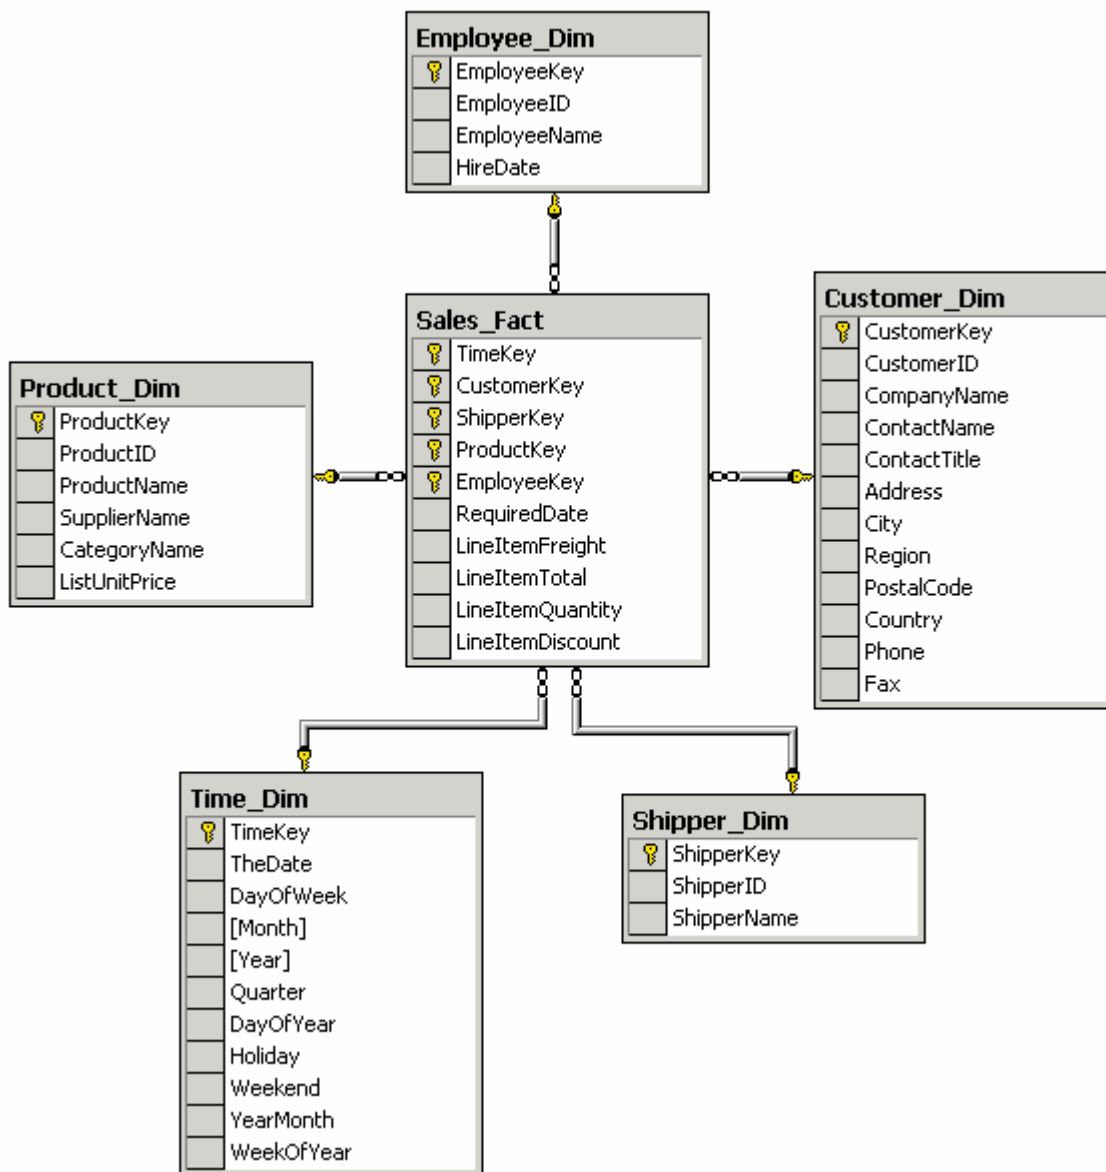 Employee_Dim
EmployeeKey
EmployeeID
EmployeeName
HireDate
Sales_Fact
TimeKey
CustomerKey
ShipperKey
ProductKey
EmployeeKey
RequiredDate
LineItemFreight
LineItemTotal
LineItemQuantity
LineItemDiscount
Customer_Dim
CustomerKey
CustomerID
CompanyName
ContactName
ContactTitle
Address
City
Region
PostalCode
Country
Phone
Fax
Product_Dim
ProductKey
ProductID
ProductName
SupplierName
CategoryName
ListUnitPrice
Time_Dim
TimeKey
TheDate
DayOfWeek
[Month]
[Year]
Quarter
DayOfYear
Holiday
Weekend
YearMonth
WeekOfYear
Shipper_Dim
ShipperKey
ShipperID
ShipperName